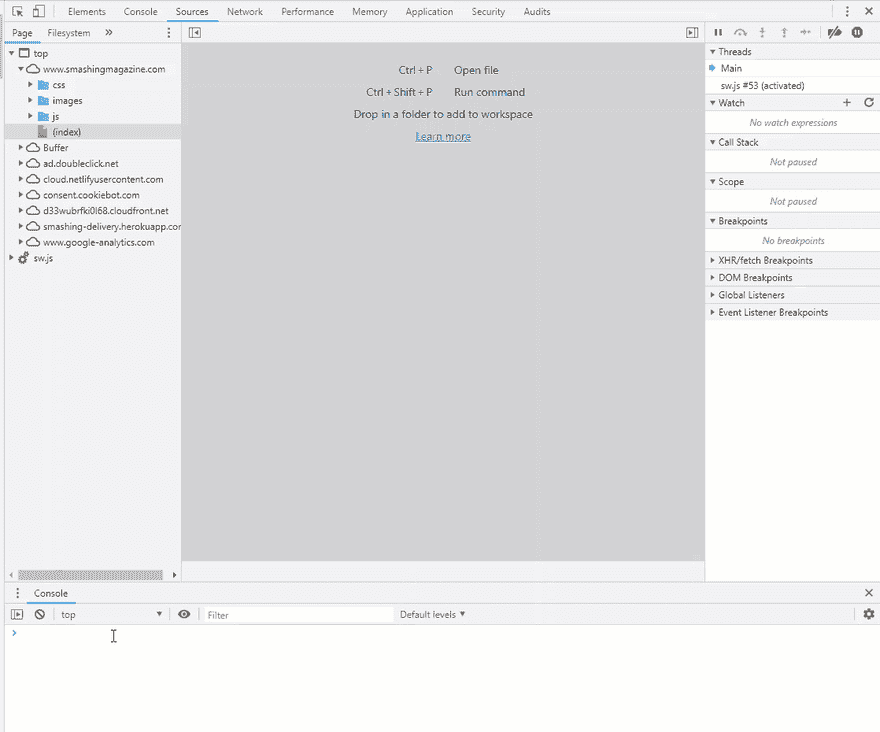 Elements Console Sources Network Performance Memory Application Security Audits
Page Filesystem »
top
www.smashingmagazine.com
css
images
js
(index)
Buffer
ad.doubleclick.net
cloud.netlifyusercontent.com
consent.cookiebot.com
d33wubrfki0l68.cloudfront.net
smashing-delivery.herokuapp.cor
www.google-analytics.com
sw.js
Ctrl + P Open file
Ctrl + Shift + P Run command
Drop in a folder to add to workspace
Learn more
Threads
Main
sw.js #53 (activated)
Watch
No watch expressions
Call Stack
Not paused
Scope
Not paused
Breakpoints
No breakpoints
XHR/fetch Breakpoints
DOM Breakpoints
Global Listeners
Event Listener Breakpoints
Console
top Filter Default levels